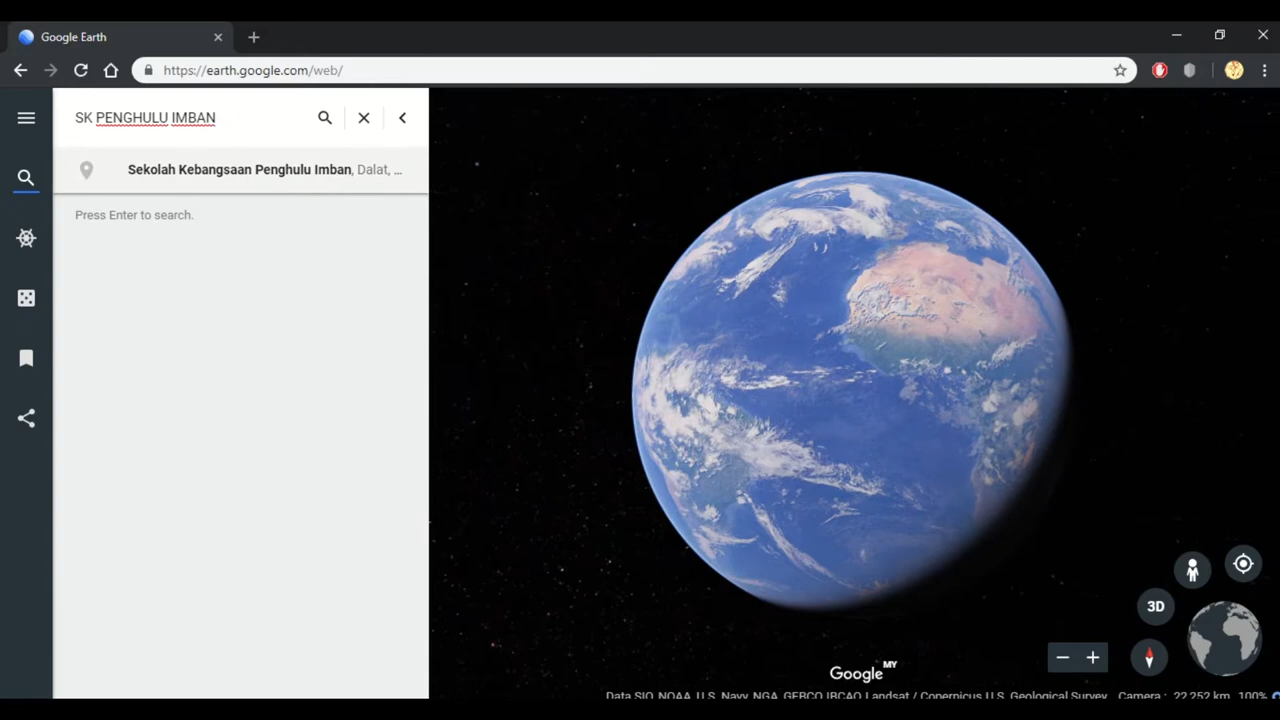 Google Earth
https://earth.google.com/web/
SK PENGHULU IMBAN
Sekolah Kebangsaan Penghulu Imban, Dalat, ...
Press Enter to search.
3D
Google MY
Data SIO, NOAA, U.S. Navy, NGA, GEBCO, IBCAO, Landsat / Copernicus, U.S. Geological Survey Camera : 22,252 km 100%